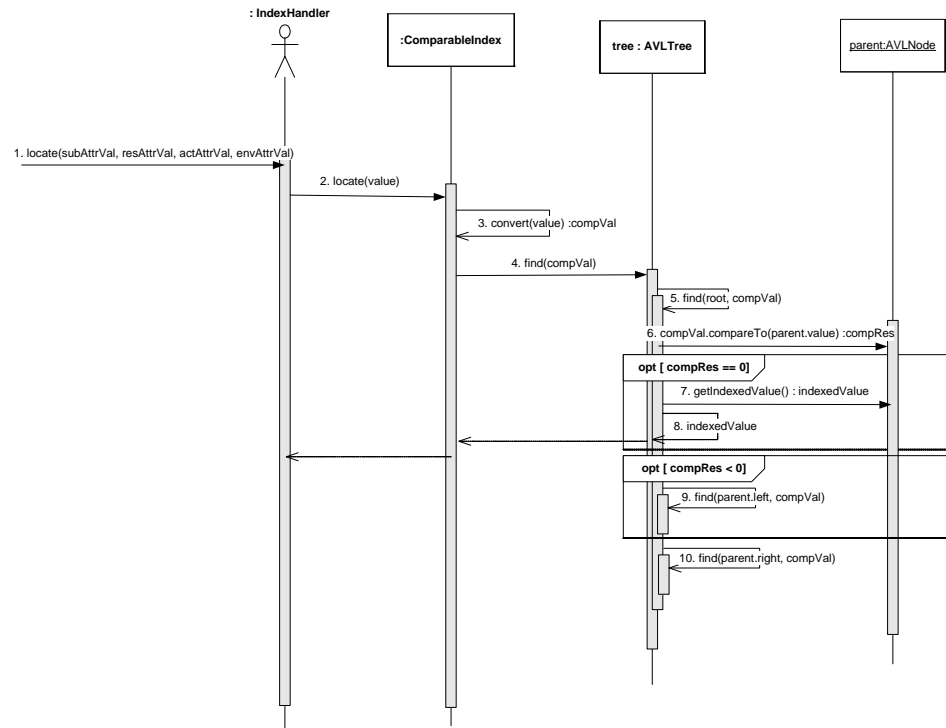 : IndexHandler
:ComparableIndex
tree : AVLTree
parent:AVLNode
1. locate(subAttrVal, resAttrVal, actAttrVal, envAttrVal)
2. locate(value)
3. convert(value) :compVal
4. find(compVal)
5. find(root, compVal)
6. compVal.compareTo(parent.value) :compRes
opt [ compRes == 0]
7. getIndexedValue() : indexedValue
8. indexedValue
opt [ compRes < 0]
9. find(parent.left, compVal)
10. find(parent.right, compVal)